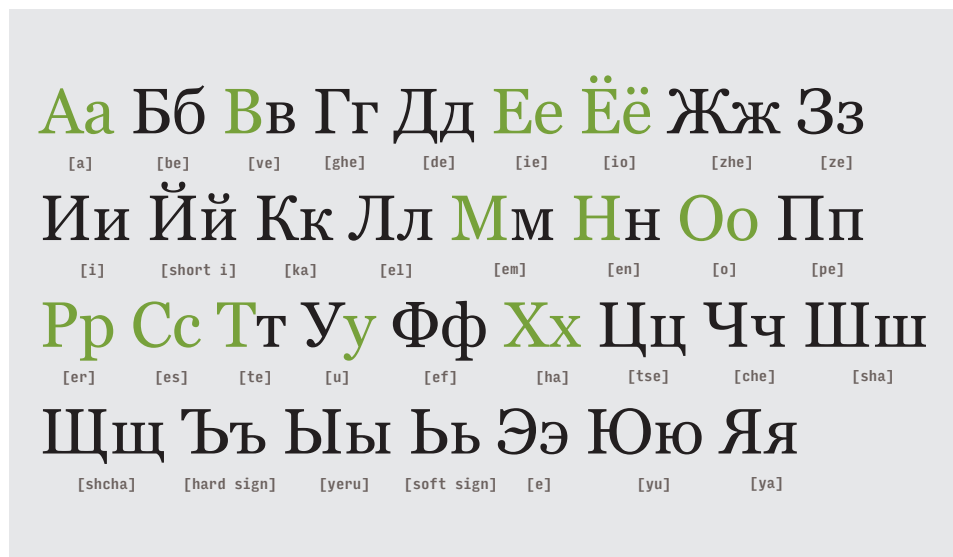 Аа Бб Вв Гг Дд Ее Ёё Жж Зз
[a] [be] [ve] [ghe] [de] [ie] [io] [zhe] [ze]
Ии Йй Кк Лл Мм Нн Оо Пп
[i] [short i] [ka] [el] [em] [en] [o] [pe]
Рр Сс Тт Уу Фф Хх Цц Чч Шш
[er] [es] [te] [u] [ef] [ha] [tse] [che] [sha]
Щщ Ъъ Ыы Ьь Ээ Юю Яя
[shcha] [hard sign] [yeru] [soft sign] [e] [yu] [ya]